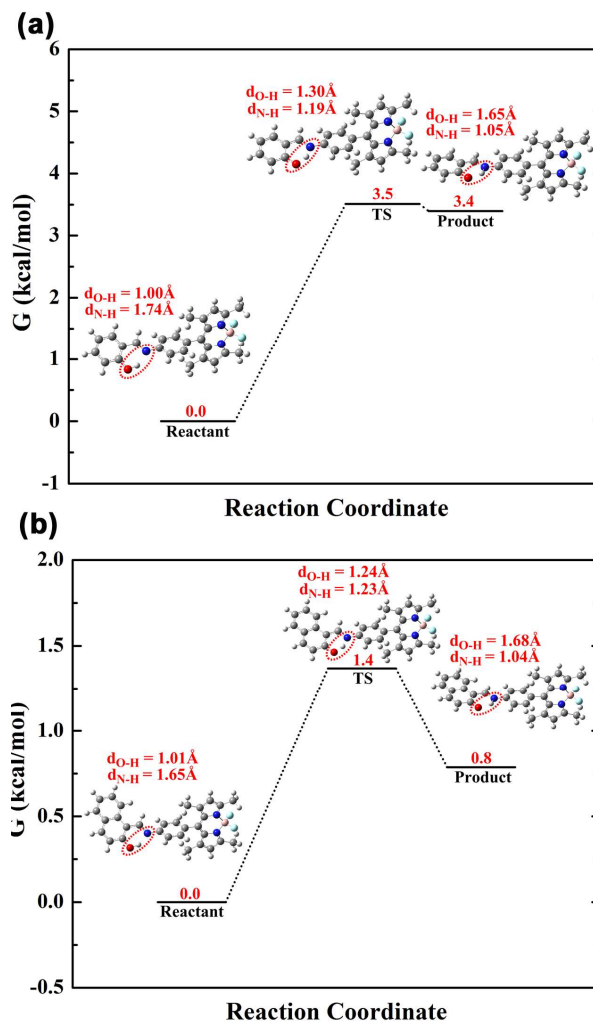 (a)
6
5
4
3
2
1
0
-1
G (kcal/mol)
dO-H = 1.00Å
dN-H = 1.74Å
0.0
Reactant
dO-H = 1.30Å
dN-H = 1.19Å
3.5
TS
dO-H = 1.65Å
dN-H = 1.05Å
3.4
Product
Reaction Coordinate
(b)
2.0
1.5
1.0
0.5
0.0
-0.5
G (kcal/mol)
dO-H = 1.01Å
dN-H = 1.65Å
0.0
Reactant
dO-H = 1.24Å
dN-H = 1.23Å
1.4
TS
dO-H = 1.68Å
dN-H = 1.04Å
0.8
Product
Reaction Coordinate